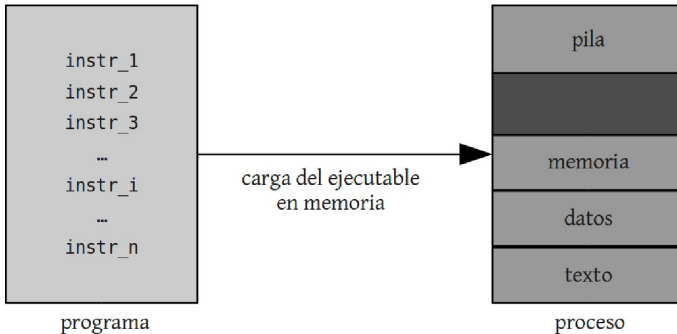 instr_1
instr_2
instr_3
…
instr_i
…
instr_n
programa
carga del ejecutable
en memoria
pila
memoria
datos
texto
proceso